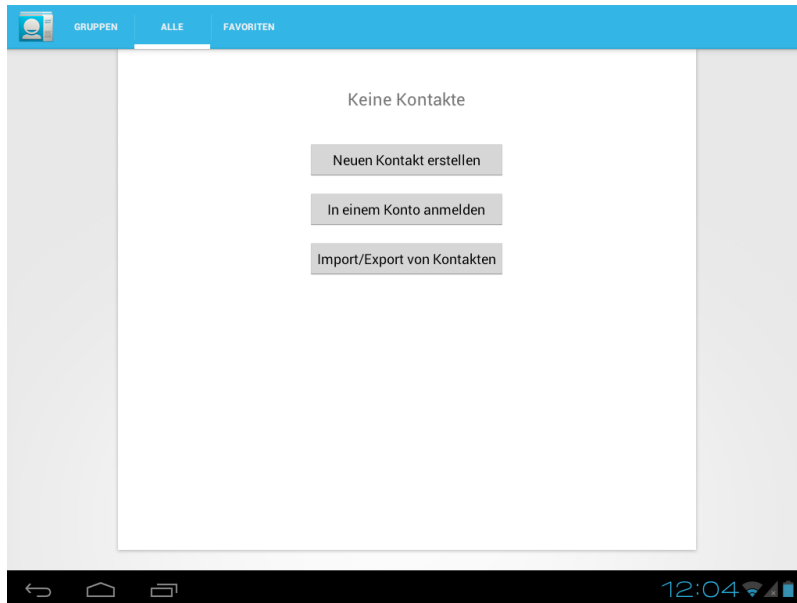 GRUPPEN
ALLE
FAVORITEN
Keine Kontakte
Neuen Kontakt erstellen
In einem Konto anmelden
Import/Export von Kontakten
12:04